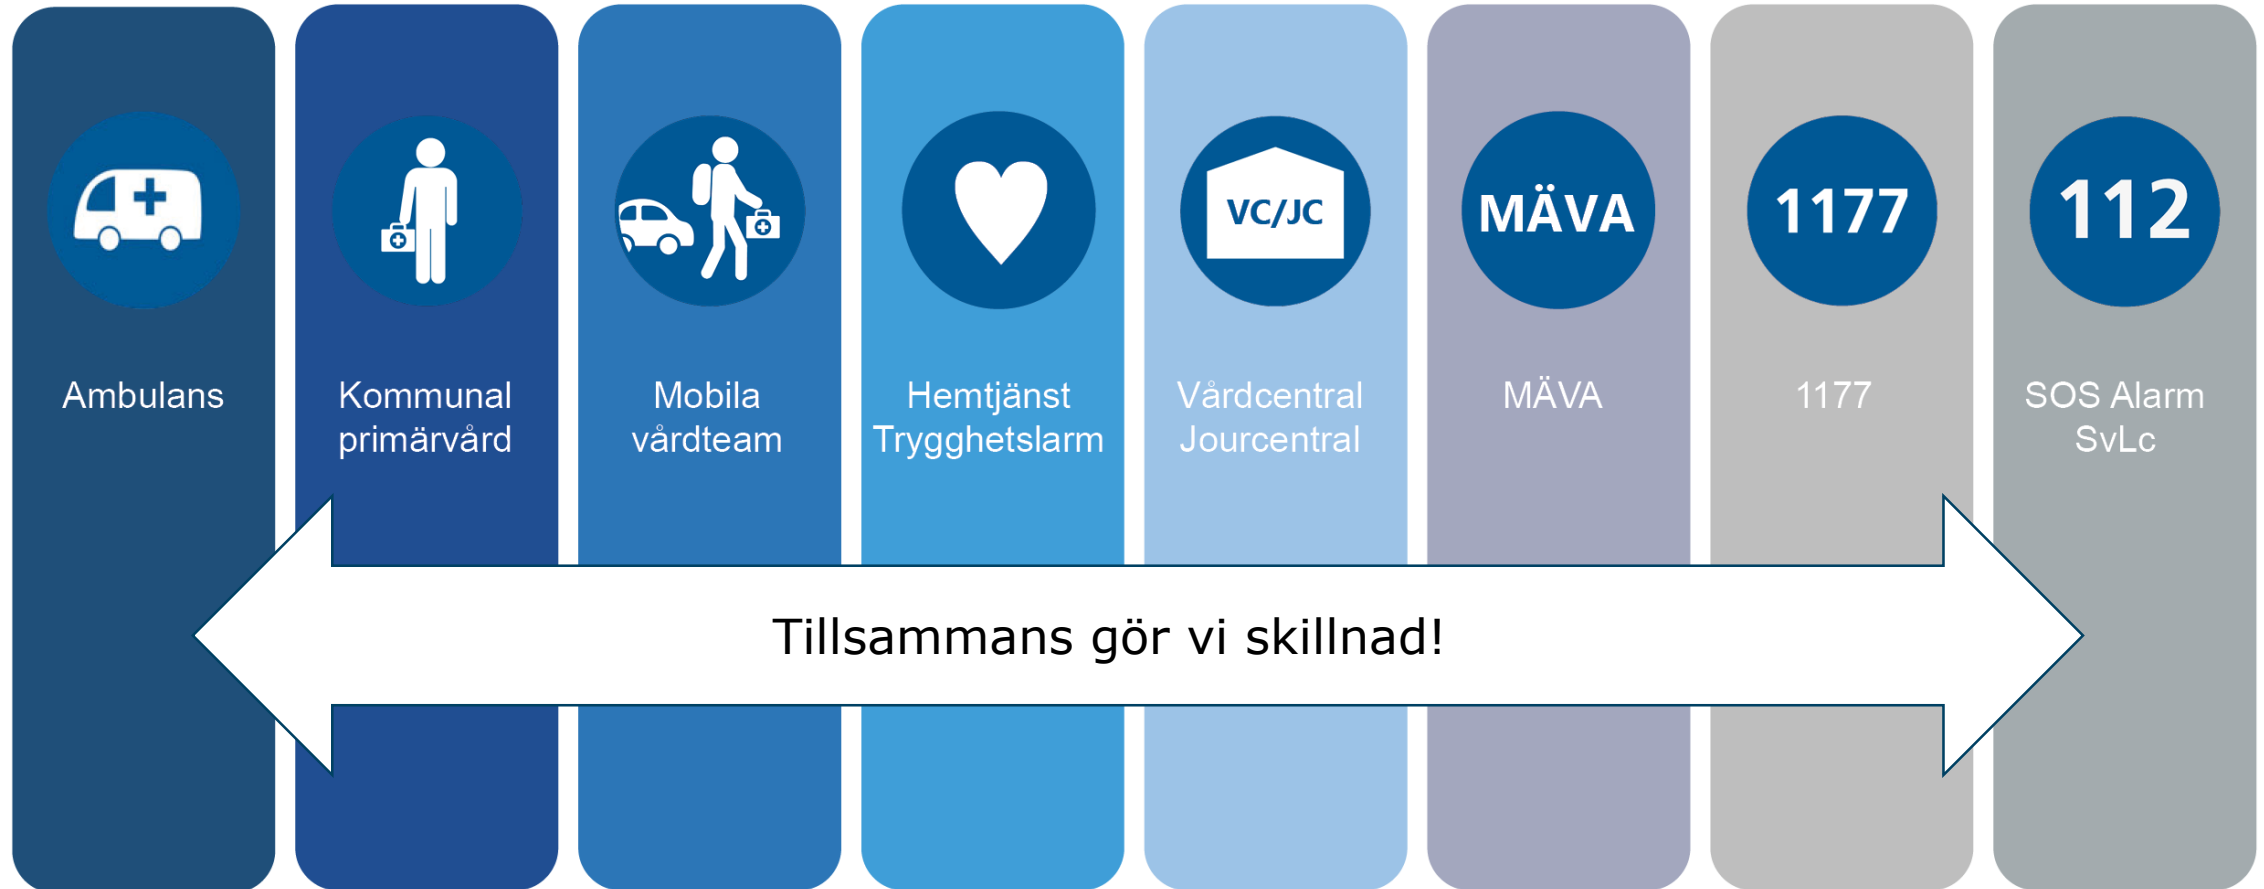 VC/JC
MÄVA
1177
112
Ambulans
Kommunal
primärvård
Mobila
vårdteam
Hemtjänst
Trygghetslarm
Vårdcentral
Jourcentral
MÄVA
1177
SOS Alarm
SvLc
Tillsammans gör vi skillnad!